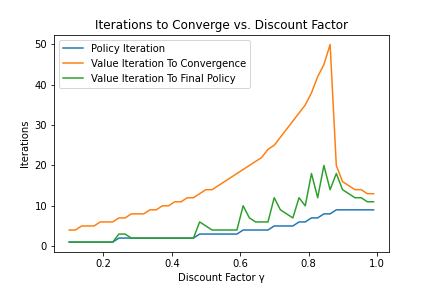 Iterations to Converge vs. Discount Factor
Policy Iteration
Value Iteration To Convergence
Value Iteration To Final Policy
Iterations
50
40
30
20
10
0
0.2 0.4 0.6 0.8 1.0
Discount Factor γ